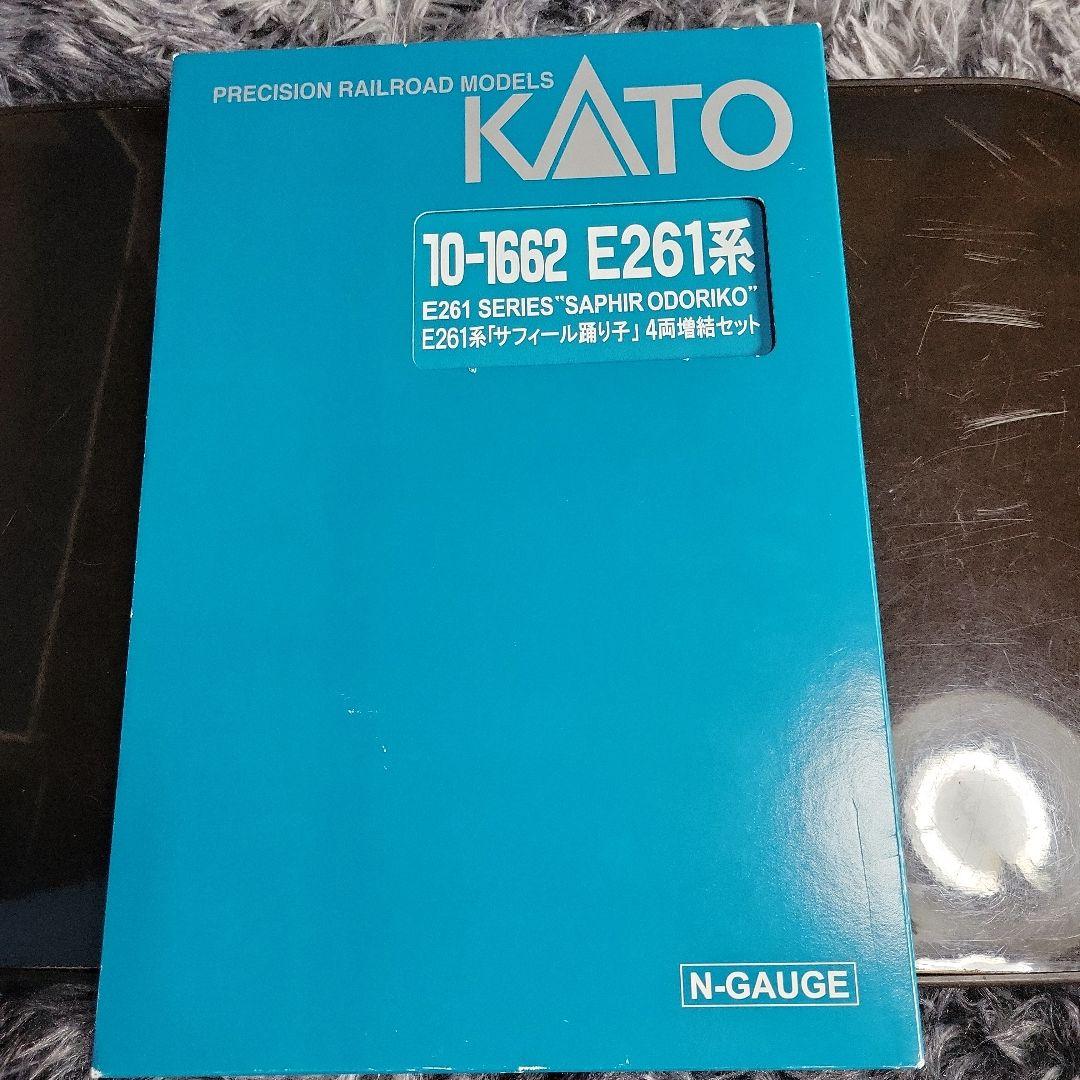 PRECISION RAILROAD MODELS
KATO
10-1662 E261系
E261 SERIES"SAPHIR ODORIKO"
E261系「サフィール踊り子」 4両増結セット
N-GAUGE